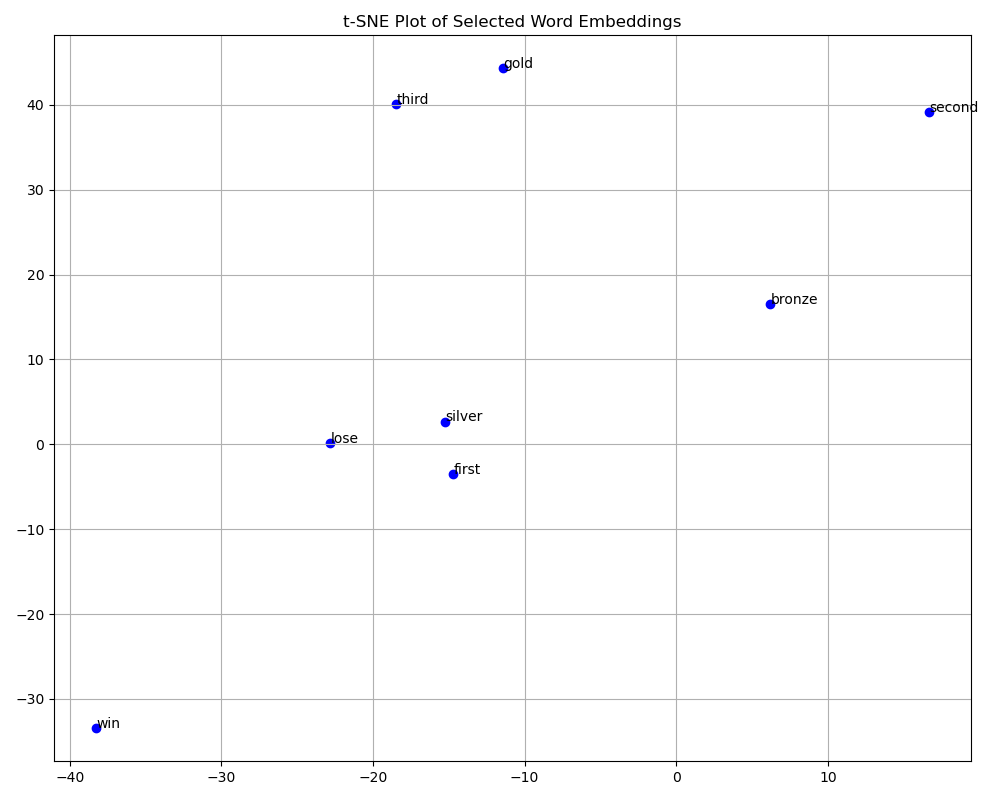 t-SNE Plot of Selected Word Embeddings
gold
third
second
bronze
silver
lose
first
win
40
30
20
10
0
−10
−20
−30
−40
−30
−20
−10
0
10